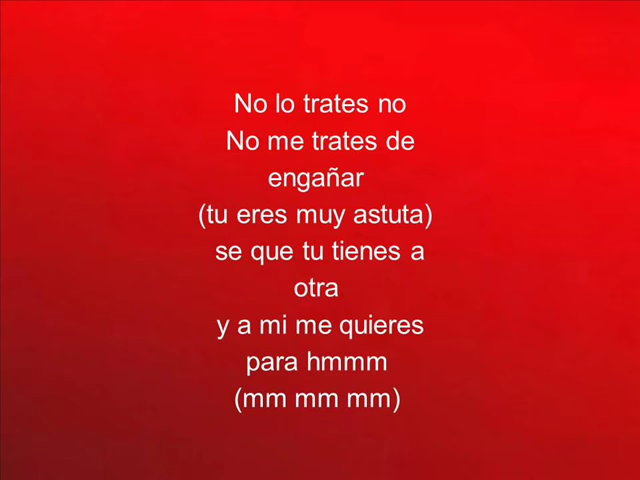 No lo trates no
No me trates de
engañar
(tu eres muy astuta)
se que tu tienes a
otra
y a mi me quieres
para hmmm
(mm mm mm)